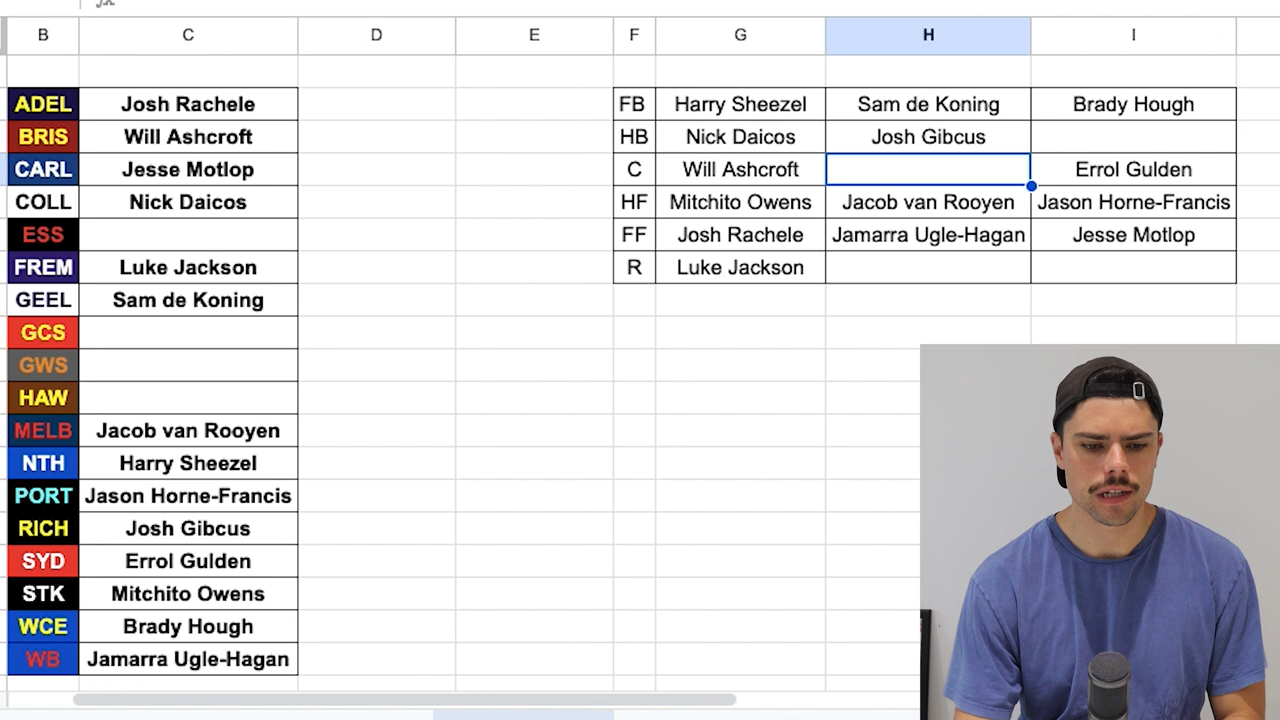 B C D E F G H I
ADEL Josh Rachele
BRIS Will Ashcroft
CARL Jesse Motlop
COLL Nick Daicos
ESS
FREM Luke Jackson
GEEL Sam de Koning
GCS
GWS
HAW
MELB Jacob van Rooyen
NTH Harry Sheezel
PORT Jason Horne-Francis
RICH Josh Gibcus
SYD Errol Gulden
STK Mitchito Owens
WCE Brady Hough
WB Jamarra Ugle-Hagan
FB Harry Sheezel Sam de Koning Brady Hough
HB Nick Daicos Josh Gibcus
C Will Ashcroft Errol Gulden
HF Mitchito Owens Jacob van Rooyen Jason Horne-Francis
FF Josh Rachele Jamarra Ugle-Hagan Jesse Motlop
R Luke Jackson